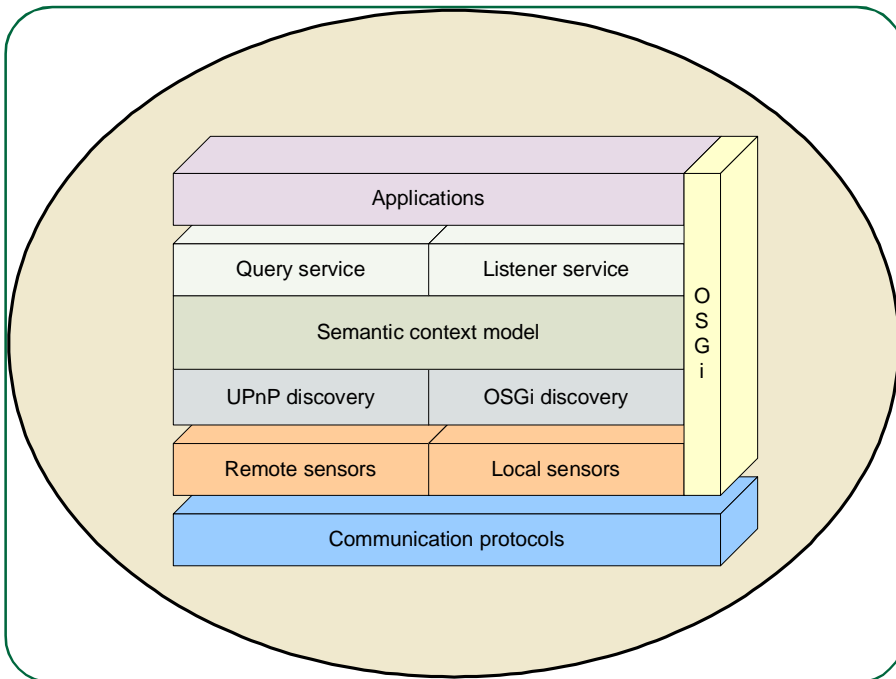 Applications
Query service
Listener service
Semantic context model
UPnP discovery
OSGi discovery
Remote sensors
Local sensors
Communication protocols
O
S
G
i